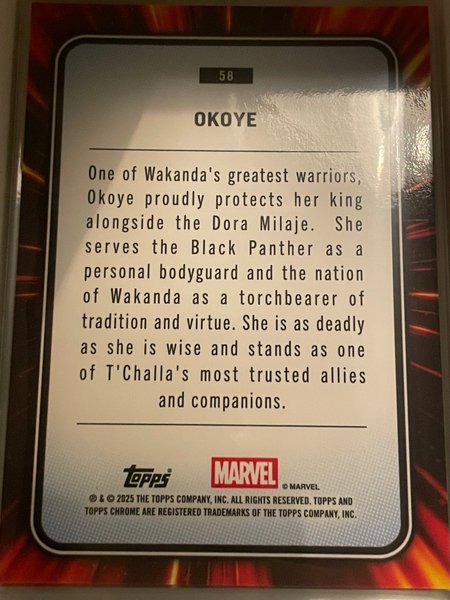 58
OKOYE
One of Wakanda's greatest warriors,
Okoye proudly protects her king
alongside the Dora Milaje. She
serves the Black Panther as a
personal bodyguard and the nation
of Wakanda as a torchbearer of
tradition and virtue. She is as deadly
as she is wise and stands as one
of T'Challa's most trusted allies
and companions.
topps MARVEL © MARVEL
® & © 2025 THE TOPPS COMPANY, INC. ALL RIGHTS RESERVED. TOPPS AND
TOPPS CHROME ARE REGISTERED TRADEMARKS OF THE TOPPS COMPANY, INC.